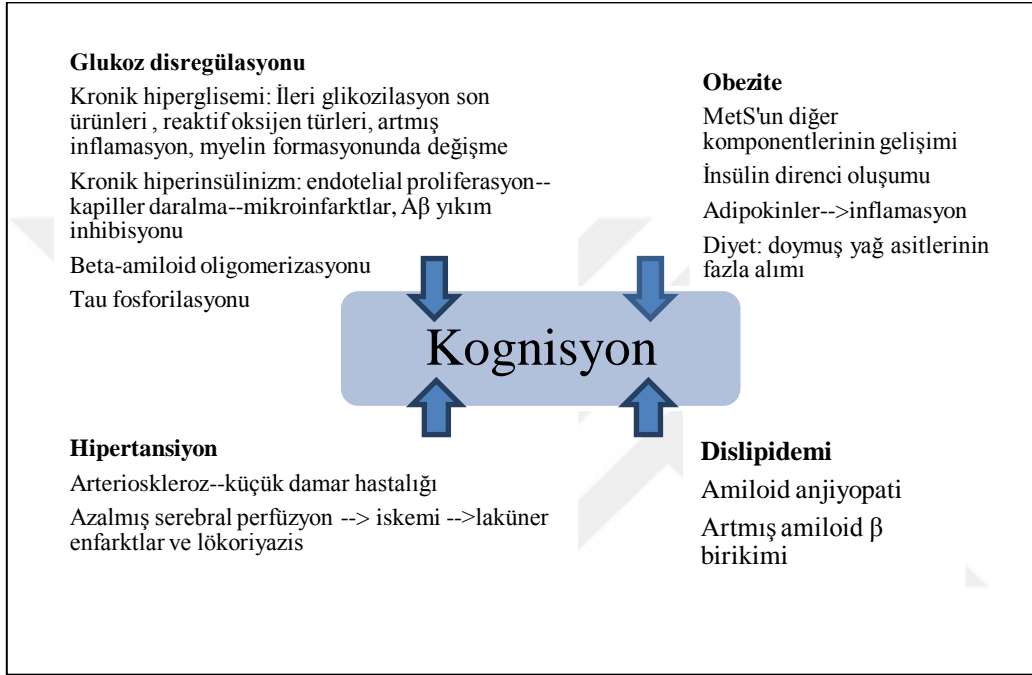 Glukoz disregülasyonu
Kronik hiperglisemi: İleri glikozilasyon son
ürünleri , reaktif oksijen türleri, artmış
inflamasyon, myelin formasyonunda değişme
Kronik hiperinsülinizm: endotelial proliferasyon--
kapiller daralma--mikroinfarktlar, Aβ yıkım
inhibisyonu
Beta-amiloid oligomerizasyonu
Tau fosforilasyonu
Obezite
MetS'un diğer
komponentlerinin gelişimi
İnsülin direnci oluşumu
Adipokinler-->inflamasyon
Diyet: doymuş yağ asitlerinin
fazla alımı
Kognisyon
Hipertansiyon
Arterioskleroz--küçük damar hastalığı
Azalmış serebral perfüzyon --> iskemi -->laküner
enfarktlar ve lökoriyazis
Dislipidemi
Amiloid anjiyopati
Artmış amiloid β
birikimi